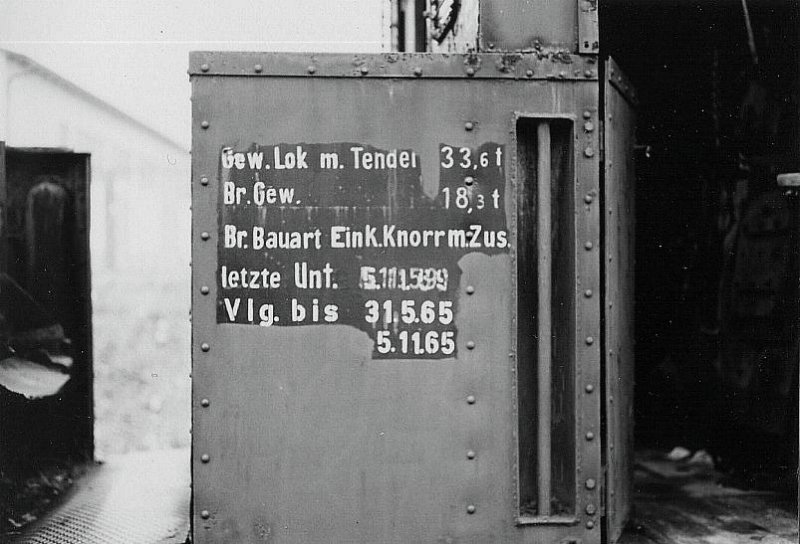 Gew. Lok m. Tender 33,6 t
Br. Gew. 18,3 t
Br. Bauart Eink. Knorr m. Zus.
letzte Unt.
Vlg. bis 31.5.65
5.11.65